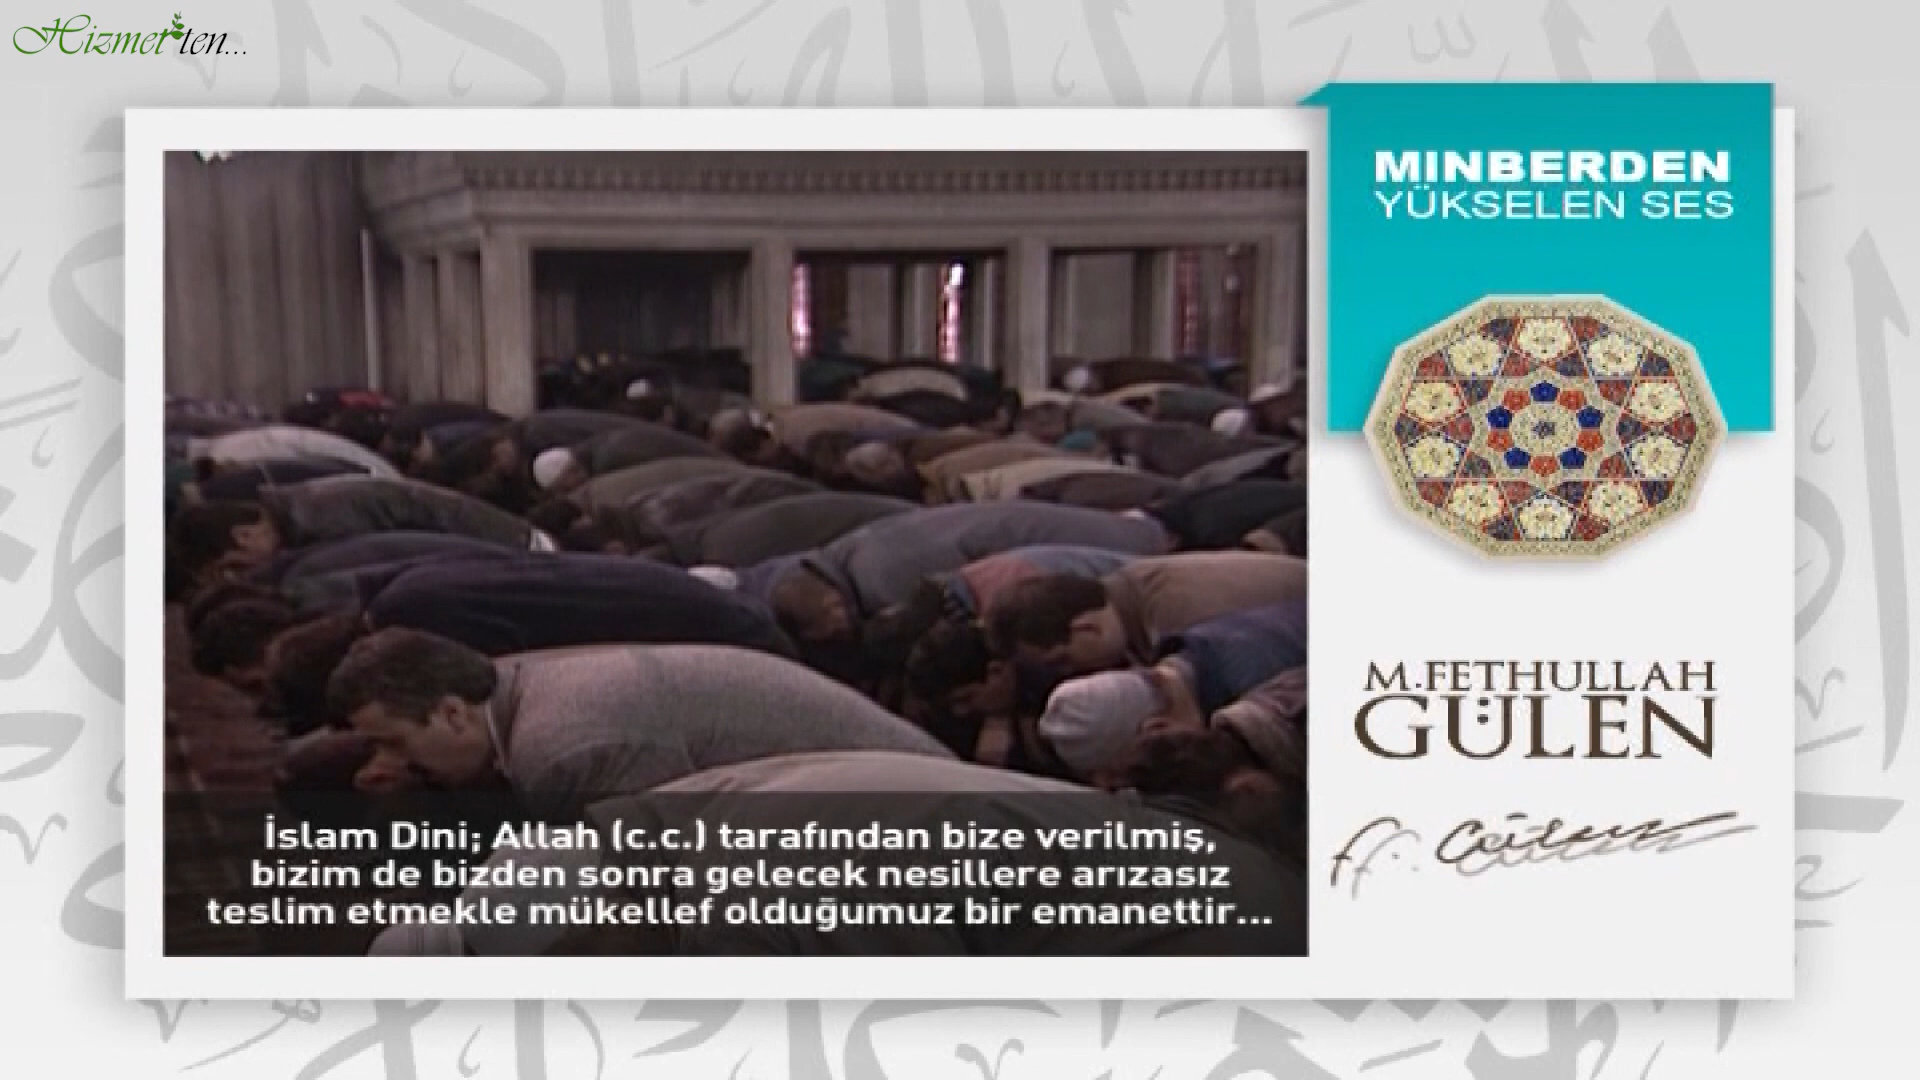 Hizmet'ten...
MINBERDEN
YÜKSELEN SES
M.FETHULLAH
GÜLEN
F. Gülen
İslam Dini; Allah (c.c.) tarafından bize verilmiş,
bizim de bizden sonra gelecek nesillere arızasız
teslim etmekle mükellef olduğumuz bir emanettir...